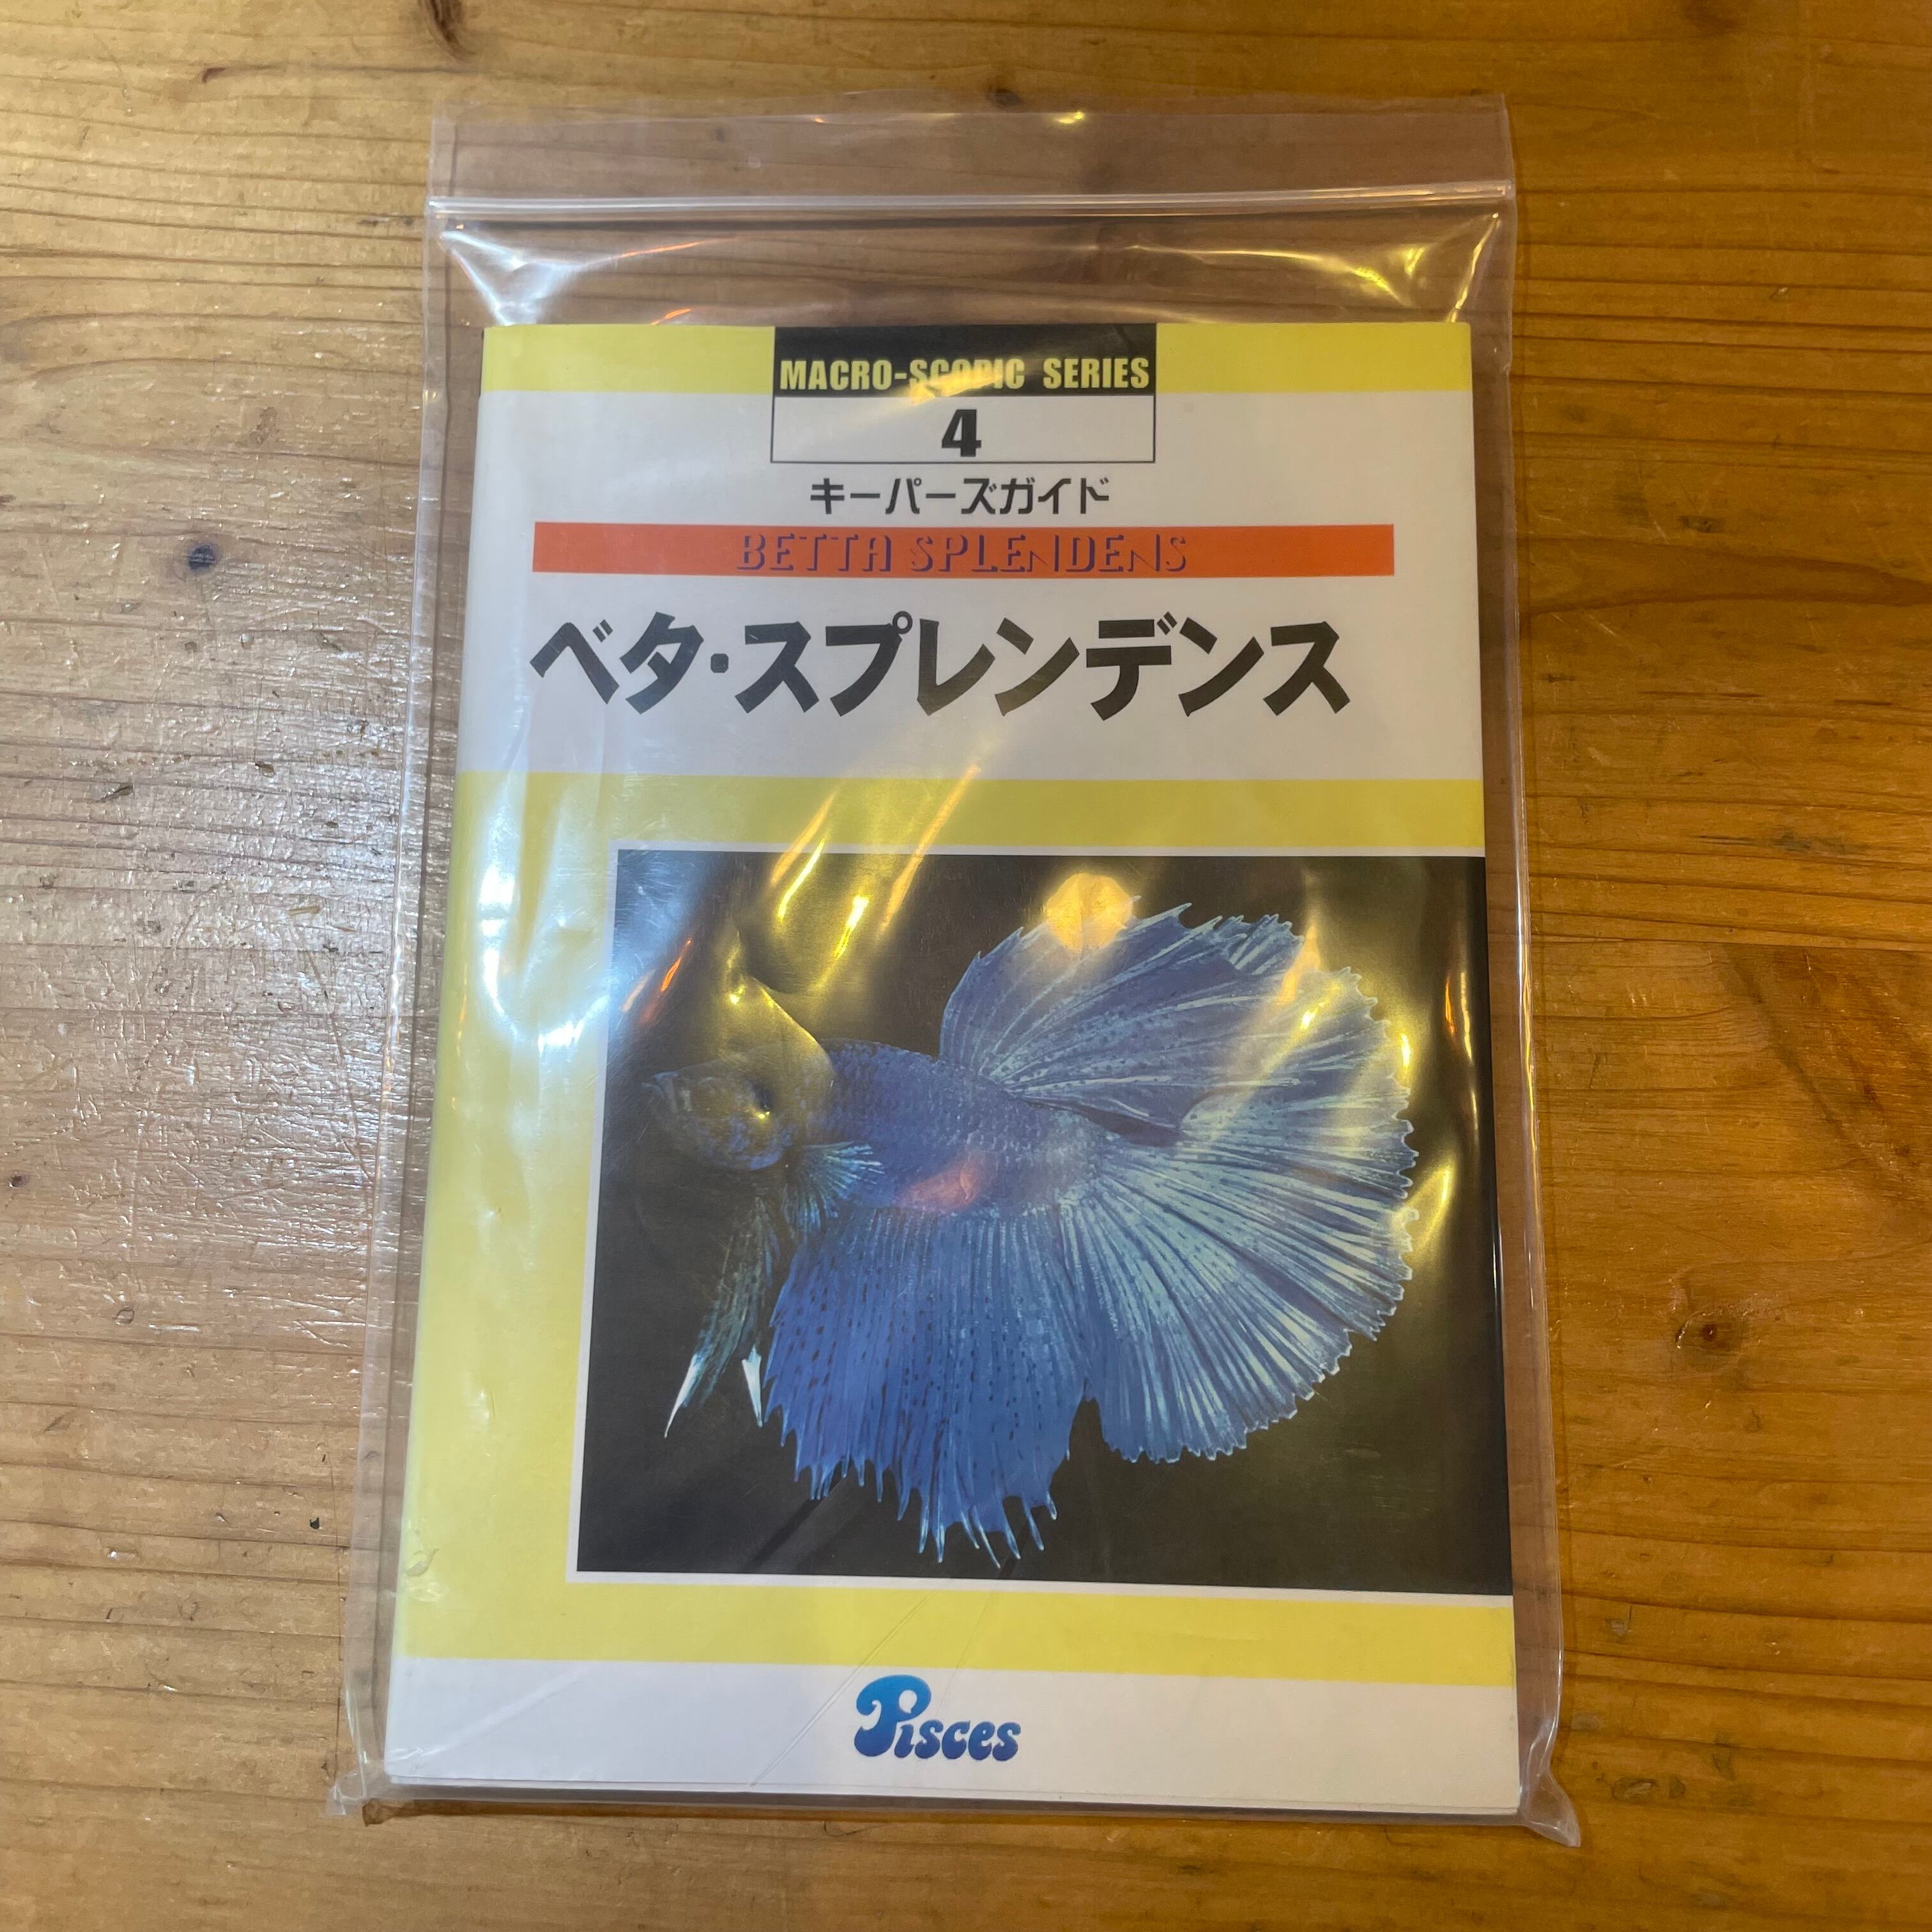 MACRO-SCOPIC SERIES
4
キーパーズガイド
BETTA SPLENDENS
ベタ・スプレンデンス
Pisces